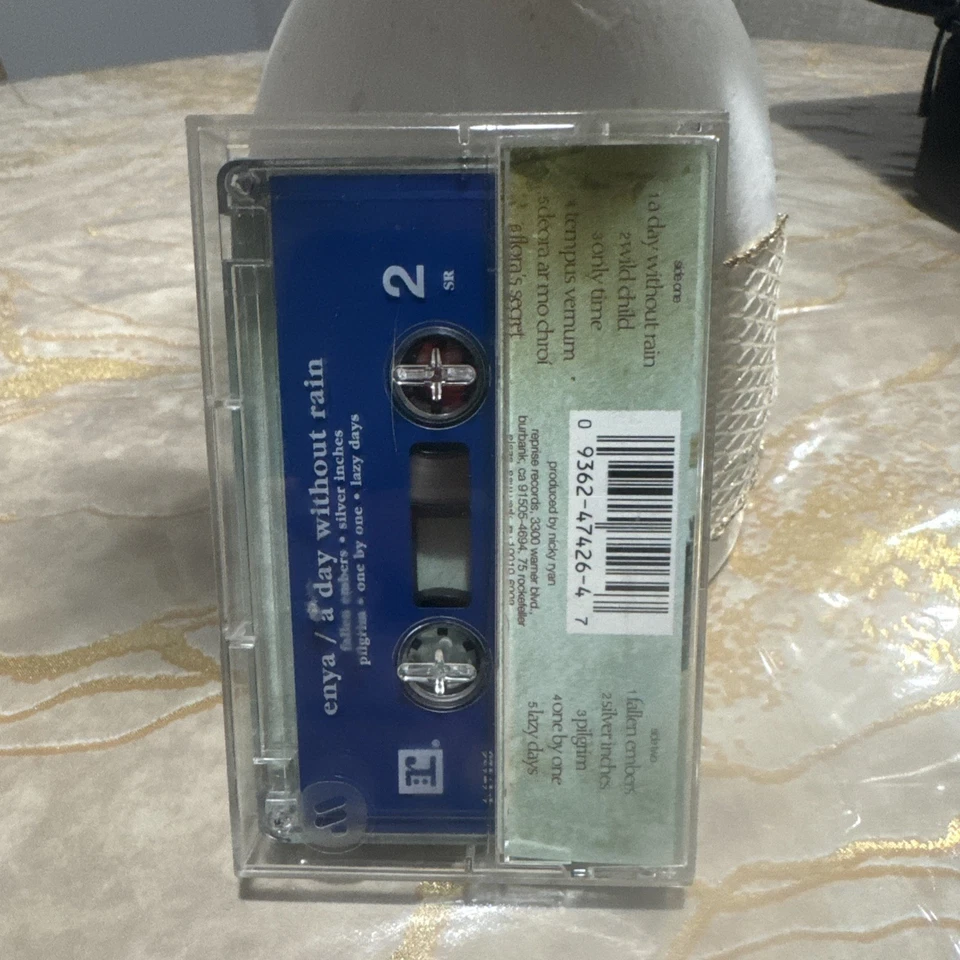 2
SR
enya / a day without rain
fallen embers • silver inches
pilgrim • one by one • lazy days
®
side one
1 a day without rain
2 wild child
3 only time
4 tempus vernum
5 deora ar mo chroí
6 flora's secret
0 9362-47426-4 7
produced by nicky ryan
reprise records, 3300 warner blvd.,
burbank, ca 91505-4694, 75 rockefeller
side two
1 fallen embers
2 silver inches
3 pilgrim
4 one by one
5 lazy days